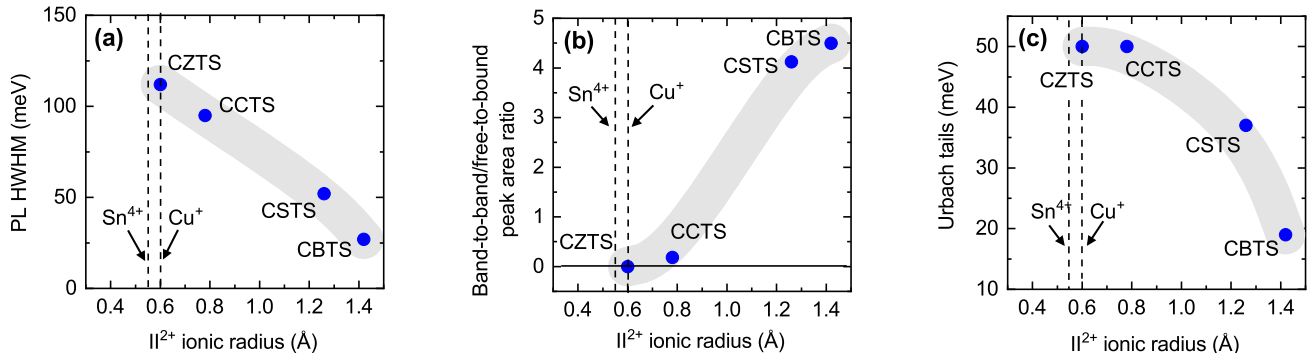 (a)
PL HWHM (meV)
150
100
50
0
CZTS
CCTS
CSTS
CBTS
Sn⁴⁺
Cu⁺
0.4 0.6 0.8 1.0 1.2 1.4
II²⁺ ionic radius (Å)
(b)
Band-to-band/free-to-bound
peak area ratio
5
4
3
2
1
0
CBTS
CSTS
Sn⁴⁺
Cu⁺
CZTS
CCTS
0.4 0.6 0.8 1.0 1.2 1.4
II²⁺ ionic radius (Å)
(c)
Urbach tails (meV)
50
40
30
20
10
CZTS
CCTS
CSTS
CBTS
Sn⁴⁺
Cu⁺
0.4 0.6 0.8 1.0 1.2 1.4
II²⁺ ionic radius (Å)